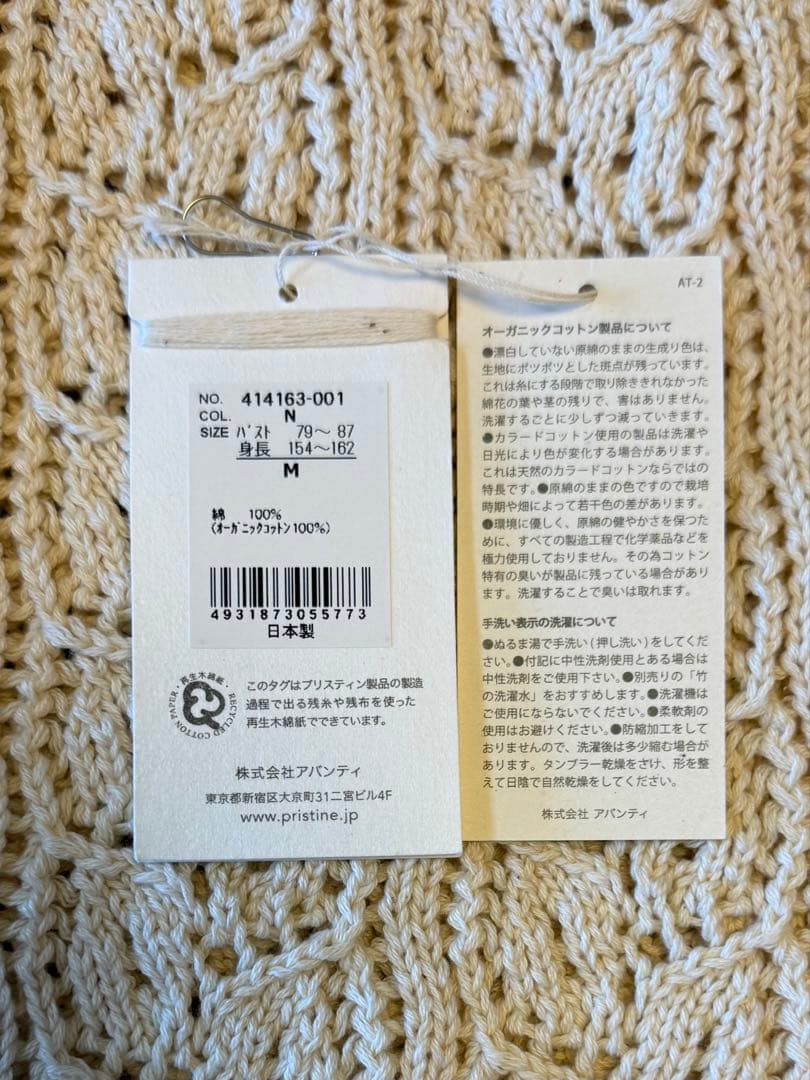 NO. 414163-001
COL. N
SIZE バスト 79～87
身長 154～162
M
綿 100%
(オーガニックコットン100%)
4931873055773
日本製
再生木綿紙・RECYCLED COTTON PAPER・
このタグはプリスティン製品の製造
過程で出る残糸や残布を使った
再生木綿紙でできています。
株式会社アバンティ
東京都新宿区大京町31二宮ビル4F
www.pristine.jp
AT-2
オーガニックコットン製品について
●漂白していない原綿のままの生成り色は、
生地にポツポツとした斑点が残っています。
これは糸にする段階で取り除ききれなかった
綿花の葉や茎の残りで、害はありません。
洗濯するごとに少しずつ減っていきます。
●カラードコットン使用の製品は洗濯や
日光により色が変化する場合があります。
これは天然のカラードコットンならではの
特長です。●原綿のままの色ですので栽培
時期や畑によって若干色の差があります。
●環境に優しく、原綿の健やかさを保つた
めに、すべての製造工程で化学薬品などを
極力使用しておりません。その為コットン
特有の臭いが製品に残っている場合があり
ます。洗濯することで臭いは取れます。
手洗い表示の洗濯について
●ぬるま湯で手洗い(押し洗い)をしてくだ
さい。●付記に中性洗剤使用とある場合は
中性洗剤をご使用下さい。●別売りの「竹
の洗濯水」をおすすめします。●洗濯機は
ご使用にならないでください。●柔軟剤の
使用はお避けください。●防縮加工をして
おりませんので、洗濯後は多少縮む場合が
あります。タンブラー乾燥をさけ、形を整
えて日陰で自然乾燥をしてください。
株式会社 アバンティ